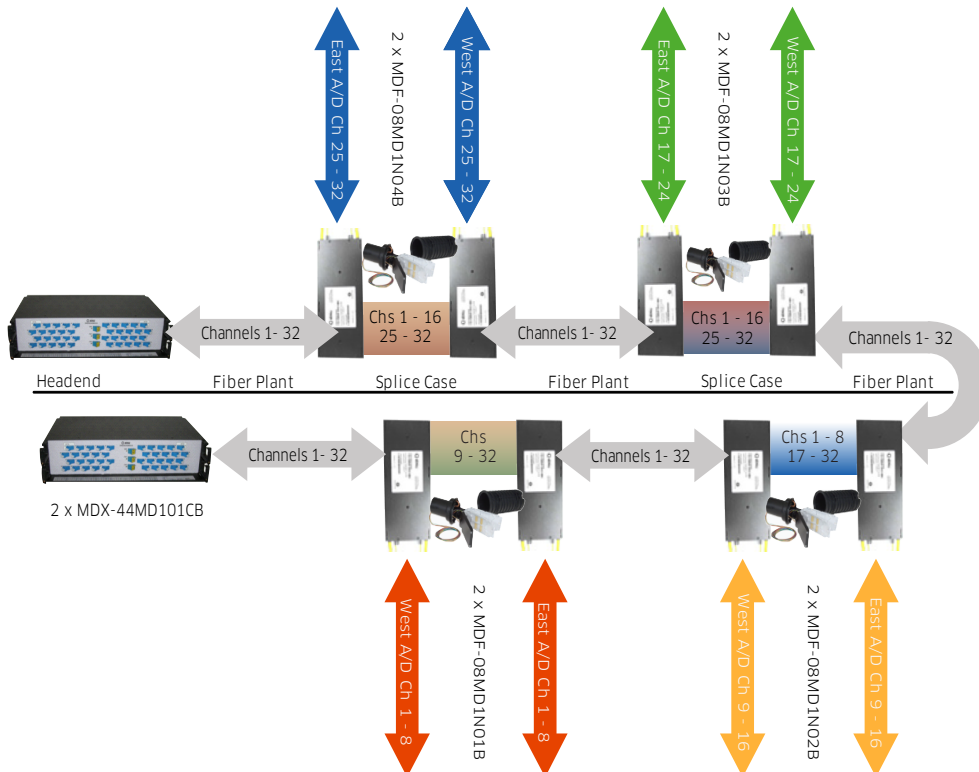 East A/D Ch 25 - 32
2 x MDF-08MD1N04B
West A/D Ch 25 - 32
East A/D Ch 17 - 24
2 x MDF-08MD1N03B
West A/D Ch 17 - 24
Channels 1- 32
Chs 1 - 16
25 - 32
Channels 1- 32
Chs 1 - 16
25 - 32
Channels 1- 32
Headend
Fiber Plant
Splice Case
Fiber Plant
Splice Case
Fiber Plant
Channels 1- 32
Chs
9 - 32
Channels 1- 32
Chs 1 - 8
17 - 32
2 x MDX-44MD101CB
West A/D Ch 1 - 8
2 x MDF-08MD1N01B
East A/D Ch 1 - 8
West A/D Ch 9 - 16
2 x MDF-08MD1N02B
East A/D Ch 9 - 16